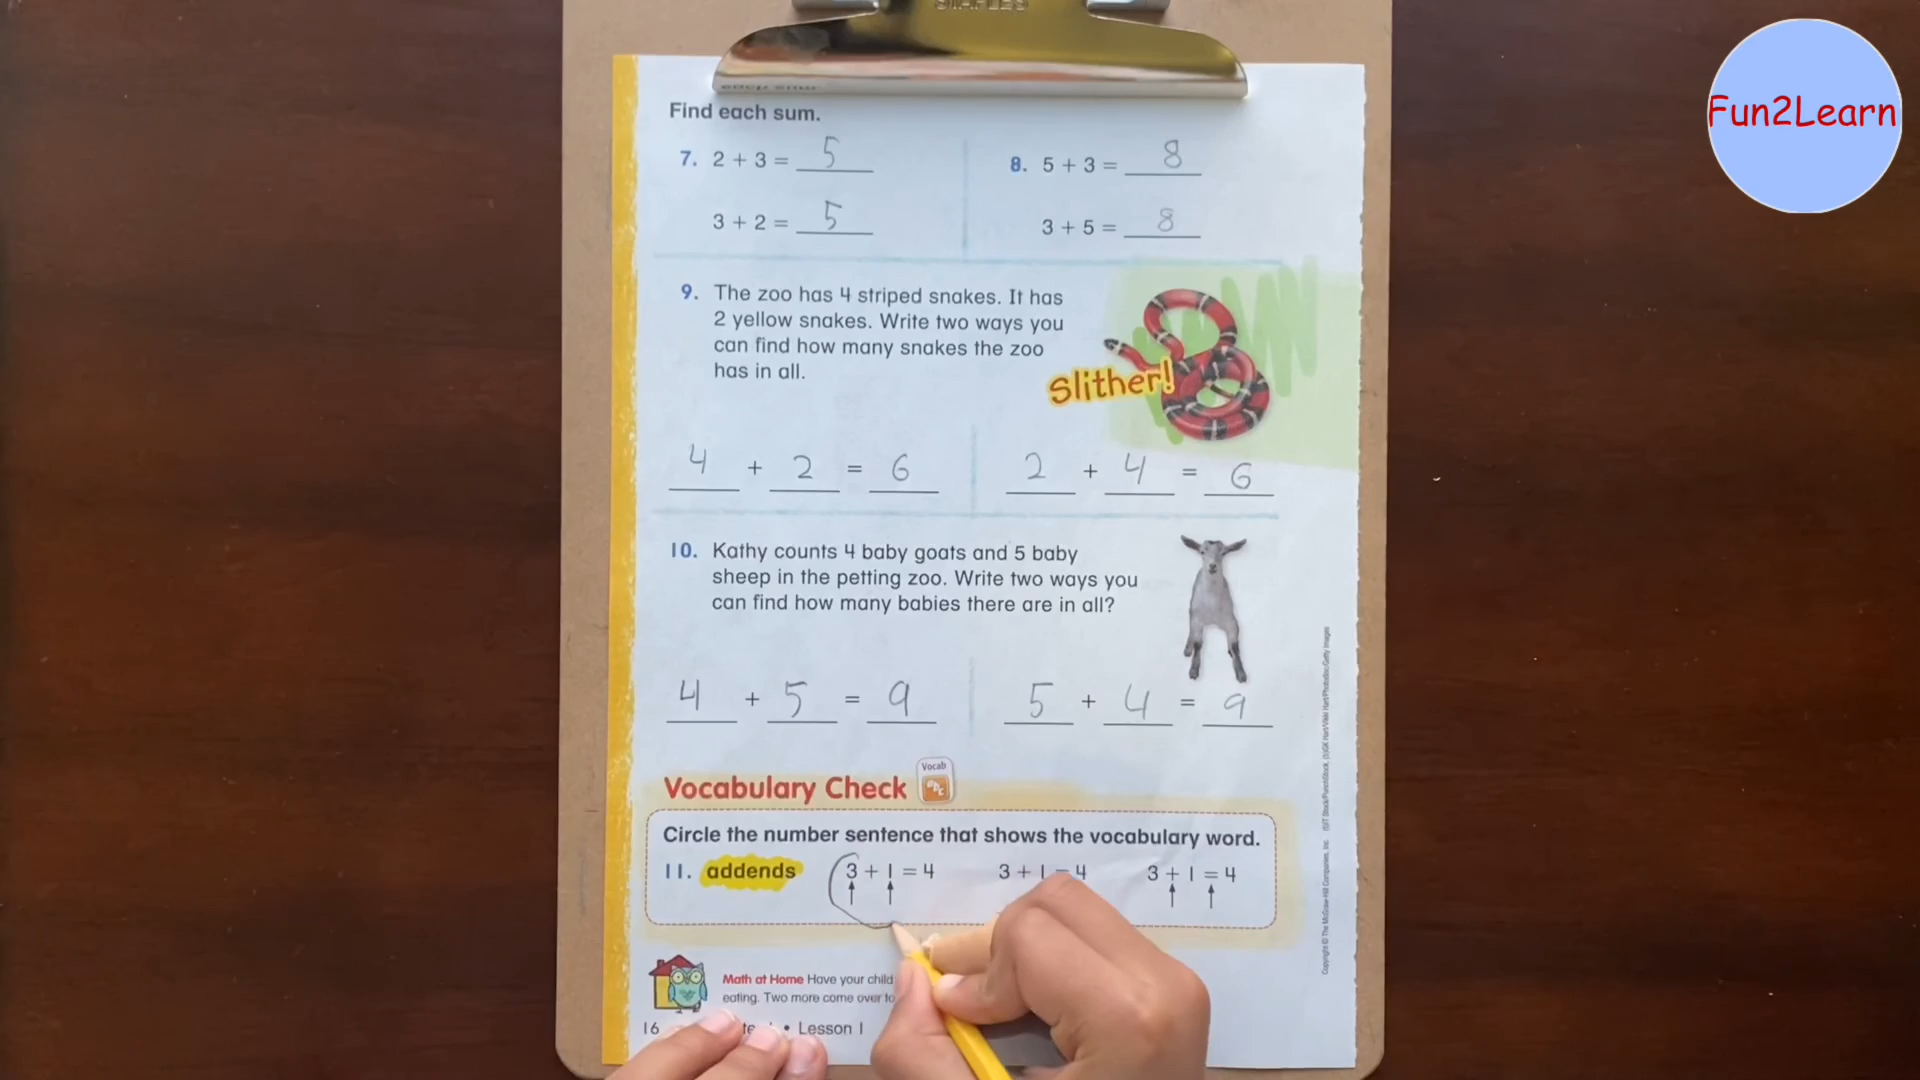 STAPLES
Fun2Learn
Find each sum.
7. 2 + 3 = 5
8. 5 + 3 = 8
3 + 2 = 5
3 + 5 = 8
9. The zoo has 4 striped snakes. It has
2 yellow snakes. Write two ways you
can find how many snakes the zoo
has in all.
Slither!
4 + 2 = 6
2 + 4 = 6
10. Kathy counts 4 baby goats and 5 baby
sheep in the petting zoo. Write two ways you
can find how many babies there are in all?
4 + 5 = 9
5 + 4 = 9
Vocabulary Check
Vocab
Circle the number sentence that shows the vocabulary word.
11. addends
3 + 1 = 4
3 + 1 = 4
3 + 1 = 4
Math at Home Have your child
eating. Two more come over to
16 • Lesson 1